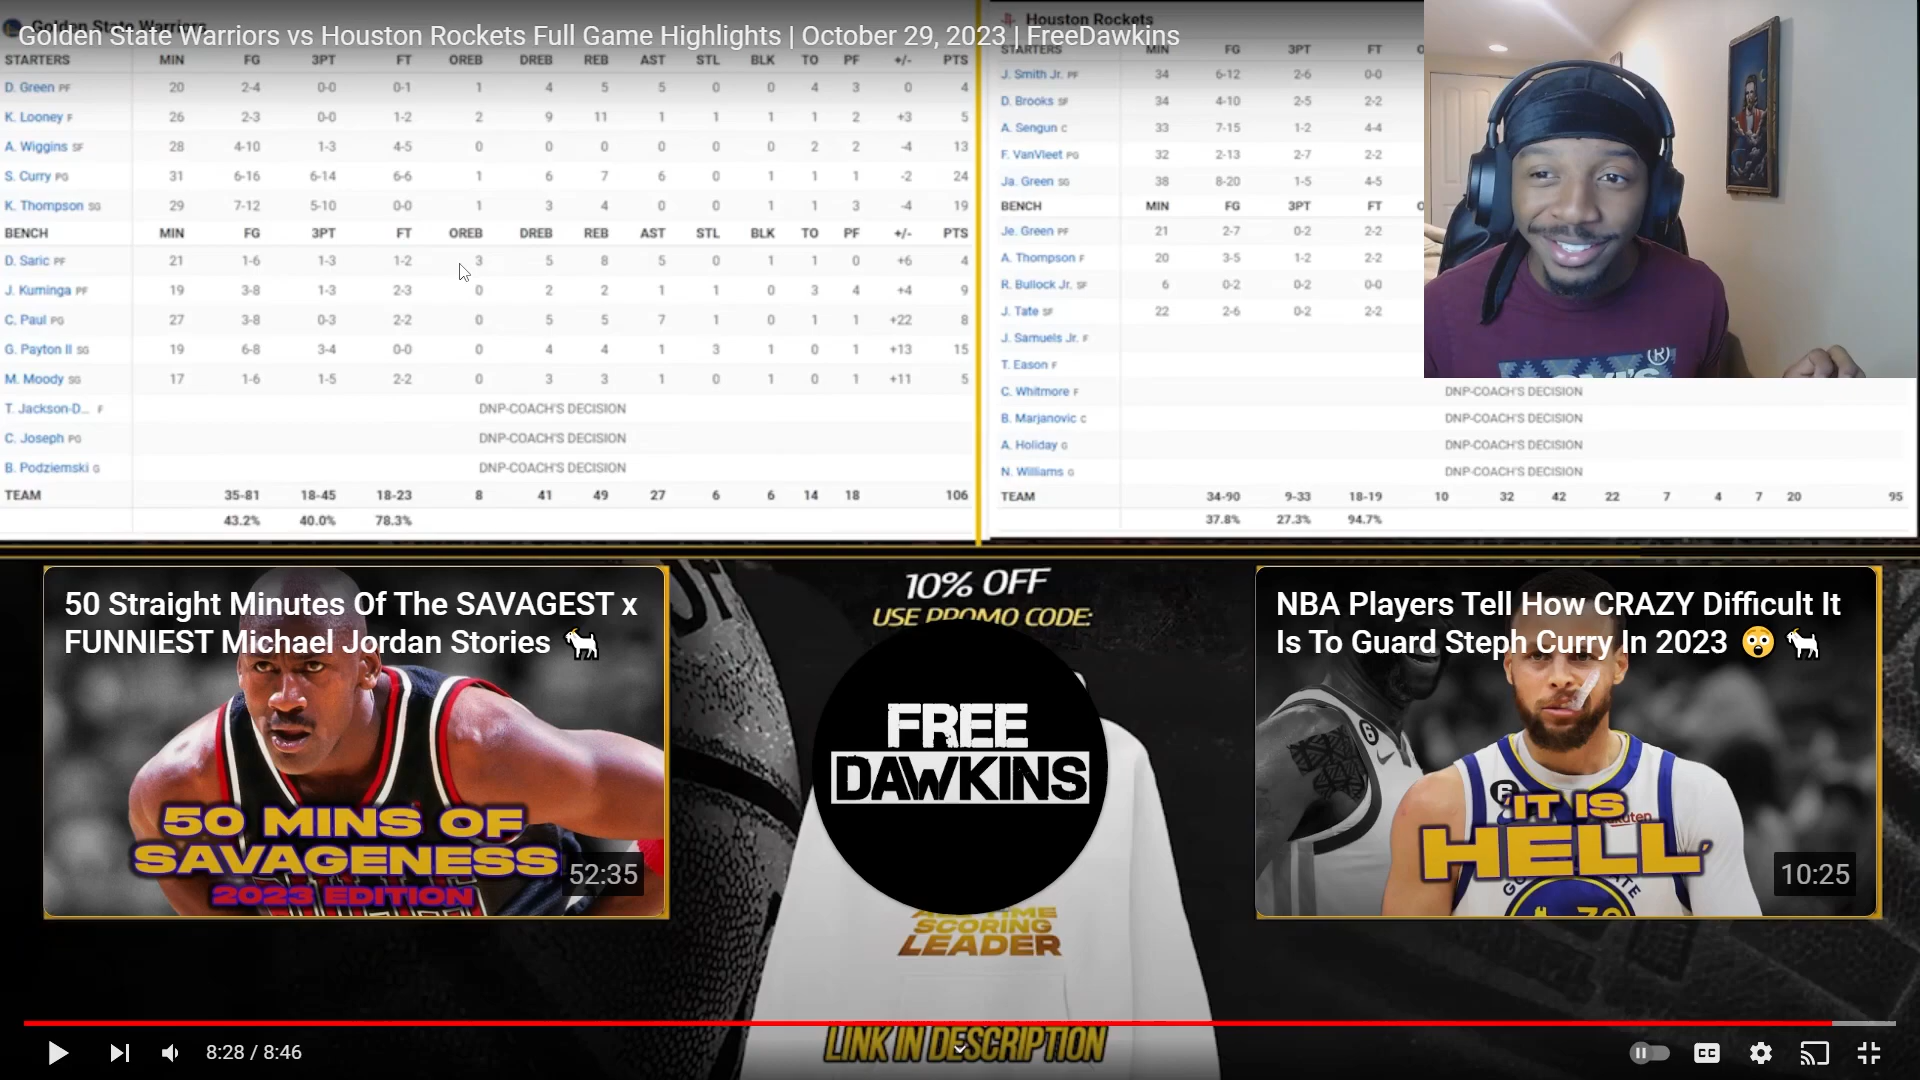 Golden State Warriors
Golden State Warriors vs Houston Rockets Full Game Highlights | October 29, 2023 | FreeDawkins
STARTERS MIN FG 3PT FT OREB DREB REB AST STL BLK TO PF +/- PTS
D. Green PF 20 2-4 0-0 0-1 1 4 5 5 0 0 4 3 0 4
K. Looney F 26 2-3 0-0 1-2 2 9 11 1 1 1 1 2 +3 5
A. Wiggins SF 28 4-10 1-3 4-5 0 0 0 0 0 0 2 2 -4 13
S. Curry PG 31 6-16 6-14 6-6 1 6 7 6 0 1 1 1 -2 24
K. Thompson SG 29 7-12 5-10 0-0 1 3 4 0 0 1 1 3 -4 19
BENCH MIN FG 3PT FT OREB DREB REB AST STL BLK TO PF +/- PTS
D. Saric PF 21 1-6 1-3 1-2 3 5 8 5 0 1 1 0 +6 4
J. Kuminga PF 19 3-8 1-3 2-3 0 2 2 1 1 0 3 4 +4 9
C. Paul PG 27 3-8 0-3 2-2 0 5 5 7 1 0 1 1 +22 8
G. Payton II SG 19 6-8 3-4 0-0 0 4 4 1 3 1 0 1 +13 15
M. Moody SG 17 1-6 1-5 2-2 0 3 3 1 0 1 0 1 +11 5
T. Jackson-D... F DNP-COACH'S DECISION
C. Joseph PG DNP-COACH'S DECISION
B. Podziemski G DNP-COACH'S DECISION
TEAM 35-81 18-45 18-23 8 41 49 27 6 6 14 18 106
43.2% 40.0% 78.3%
Houston Rockets
STARTERS MIN FG 3PT FT O
J. Smith Jr. PF 34 6-12 2-6 0-0
D. Brooks SF 34 4-10 2-5 2-2
A. Sengun C 33 7-15 1-2 4-4
F. VanVleet PG 32 2-13 2-7 2-2
Ja. Green SG 38 8-20 1-5 4-5
BENCH MIN FG 3PT FT O
Je. Green PF 21 2-7 0-2 2-2
A. Thompson F 20 3-5 1-2 2-2
R. Bullock Jr. SF 6 0-2 0-2 0-0
J. Tate SF 22 2-6 0-2 2-2
J. Samuels Jr. F
T. Eason F
C. Whitmore F DNP-COACH'S DECISION
B. Marjanovic C DNP-COACH'S DECISION
A. Holiday G DNP-COACH'S DECISION
N. Williams G DNP-COACH'S DECISION
TEAM 34-90 9-33 18-19 10 32 42 22 7 4 7 20 95
37.8% 27.3% 94.7%
®
50 Straight Minutes Of The SAVAGEST x
FUNNIEST Michael Jordan Stories 🐐
50 MINS OF
SAVAGENESS
2023 EDITION
52:35
10% OFF
USE PROMO CODE:
FREE
DAWKINS
ALL TIME
SCORING
LEADER
LINK IN DESCRIPTION
NBA Players Tell How CRAZY Difficult It
Is To Guard Steph Curry In 2023 😲 🐐
6
'IT IS
HELL'
10:25
8:28 / 8:46
CC